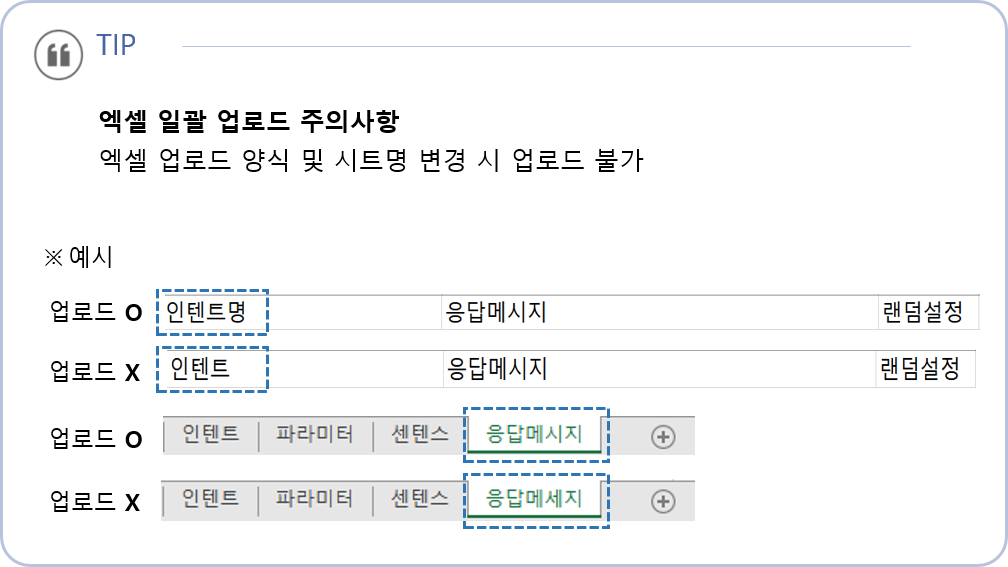 TIP
엑셀 일괄 업로드 주의사항
엑셀 업로드 양식 및 시트명 변경 시 업로드 불가
※ 예시
업로드 O 인텐트명 응답메시지 랜덤설정
업로드 X 인텐트 응답메시지 랜덤설정
업로드 O 인텐트 파라미터 센텐스 응답메시지
업로드 X 인텐트 파라미터 센텐스 응답메세지